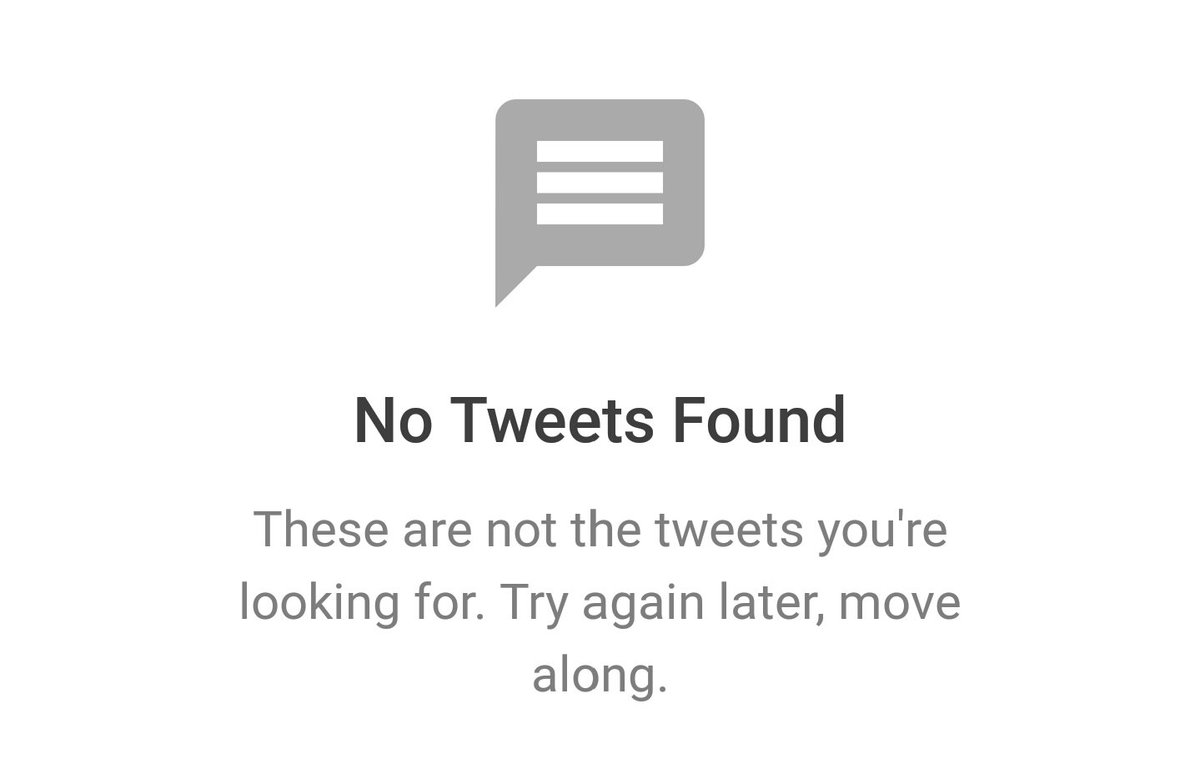 No Tweets Found
These are not the tweets you're
looking for. Try again later, move
along.